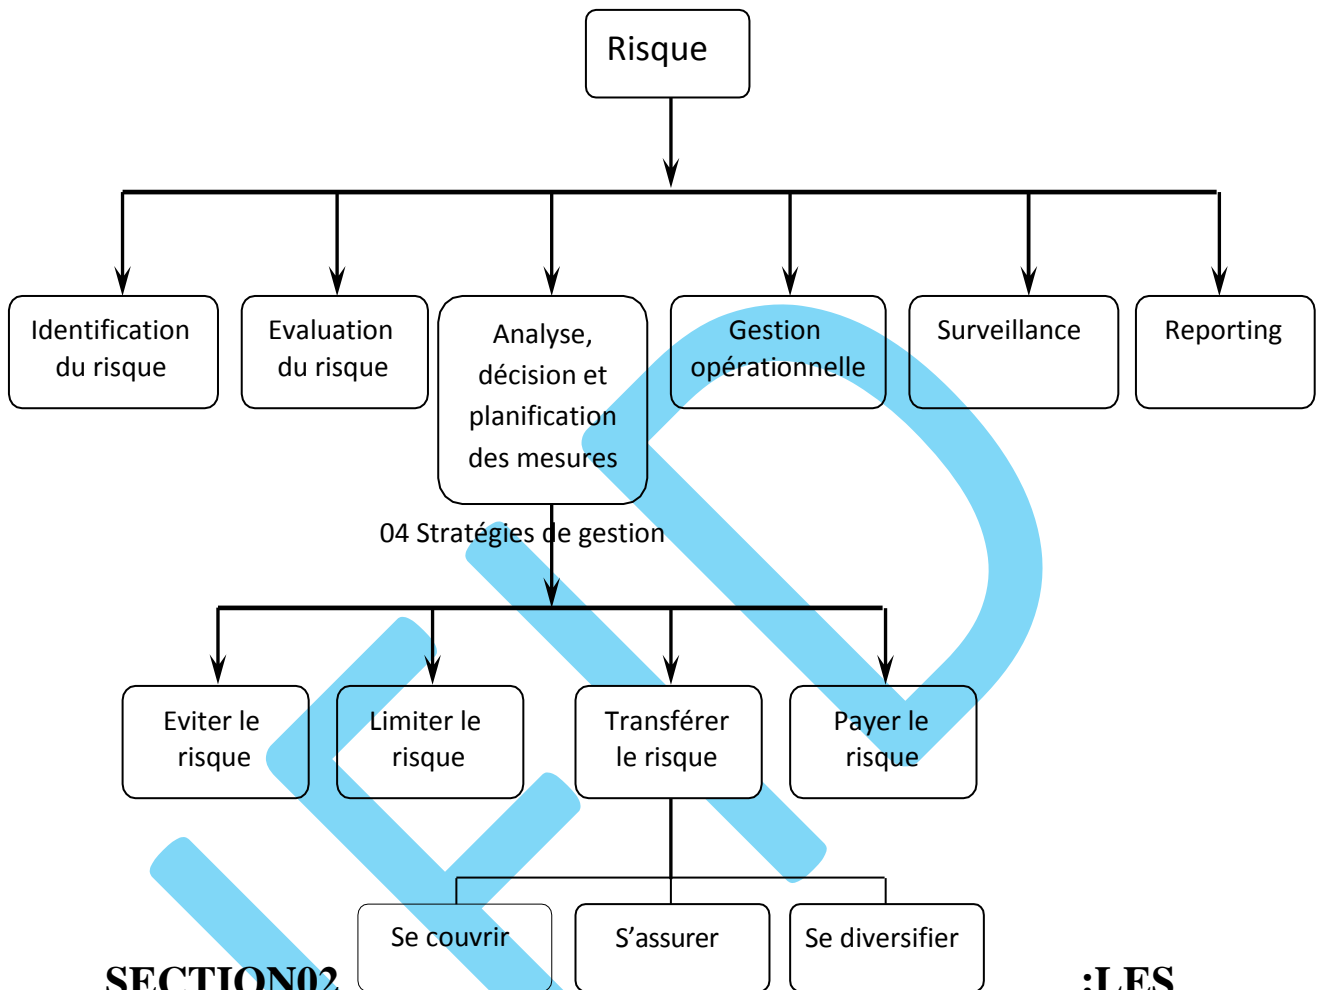 Risque
Identification
du risque
Evaluation
du risque
Analyse,
décision et
planification
des mesures
Gestion
opérationnelle
Surveillance
Reporting
04 Stratégies de gestion
Eviter le
risque
Limiter le
risque
Transférer
le risque
Payer le
risque
Se couvrir
S’assurer
Se diversifier
SECTION02 :LES